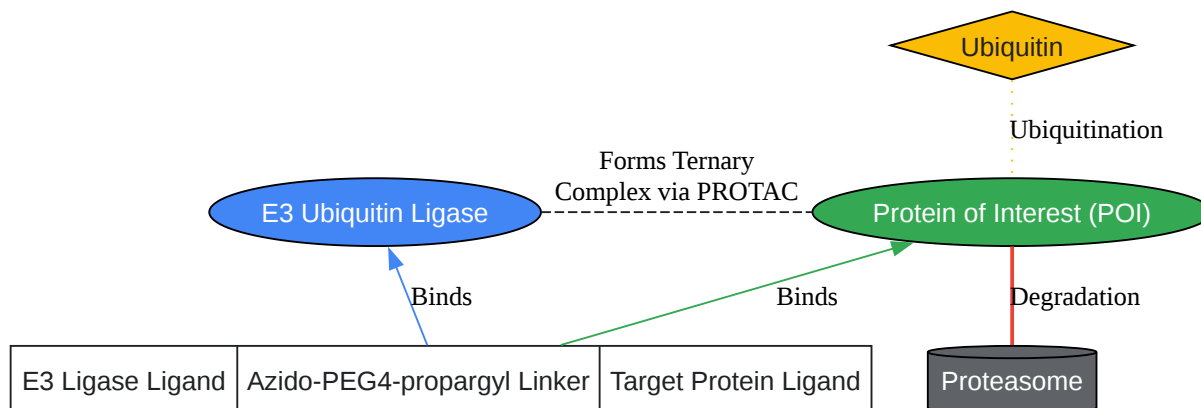 Ubiquitin
Ubiquitination
Forms Ternary
Complex via PROTAC
E3 Ubiquitin Ligase
Protein of Interest (POI)
Binds
Binds
Degradation
E3 Ligase Ligand
Azido-PEG4-propargyl Linker
Target Protein Ligand
Proteasome